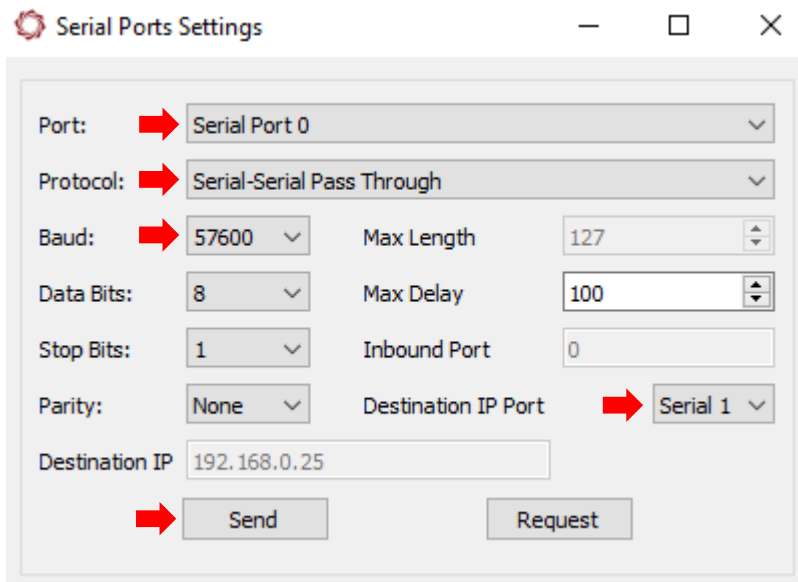 Serial Ports Settings
Port: Serial Port 0
Protocol: Serial-Serial Pass Through
Baud: 57600 Max Length 127
Data Bits: 8 Max Delay 100
Stop Bits: 1 Inbound Port 0
Parity: None Destination IP Port Serial 1
Destination IP 192.168.0.25
Send Request